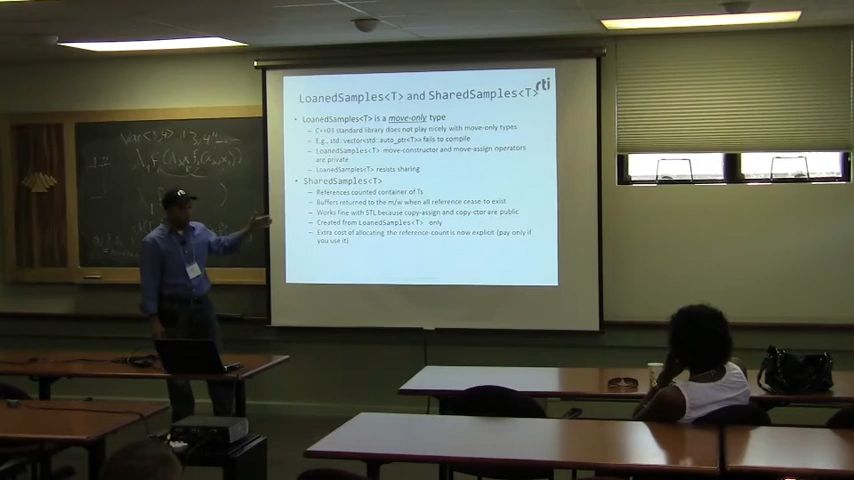 rti
LoanedSamples<T> and SharedSamples<T>
• LoanedSamples<T> is a move-only type
– C++03 standard library does not play nicely with move-only types
– E.g., std::vector<std::auto_ptr<T>> fails to compile
– LoanedSamples<T> move-constructor and move-assign operators
are private
– LoanedSamples<T> resists sharing
• SharedSamples<T>
– References counted container of Ts
– Buffers returned to the m/w when all reference cease to exist
– Works fine with STL because copy-assign and copy-ctor are public
– Created from LoanedSamples<T> only
– Extra cost of allocating the reference-count is now explicit (pay only if
you use it)